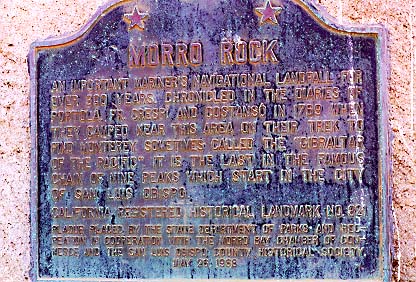 MORRO ROCK
AN IMPORTANT MARINER'S NAVIGATIONAL LANDFALL FOR
OVER 300 YEARS. CHRONICLED IN THE DIARIES OF
PORTOLA, FR. CRESPI AND COSTANSO IN 1769 WHEN
THEY CAMPED NEAR THIS AREA ON THEIR TREK TO
FIND MONTEREY. SOMETIMES CALLED THE "GIBRALTAR
OF THE PACIFIC" IT IS THE LAST IN THE FAMOUS
CHAIN OF NINE PEAKS WHICH START IN THE CITY
OF SAN LUIS OBISPO.
CALIFORNIA REGISTERED HISTORICAL LANDMARK NO. 821
PLAQUE PLACED BY THE STATE DEPARTMENT OF PARKS AND REC-
REATION IN COOPERATION WITH THE MORRO BAY CHAMBER OF COM-
MERCE AND THE SAN LUIS OBISPO COUNTY HISTORICAL SOCIETY
MAY 24, 1968